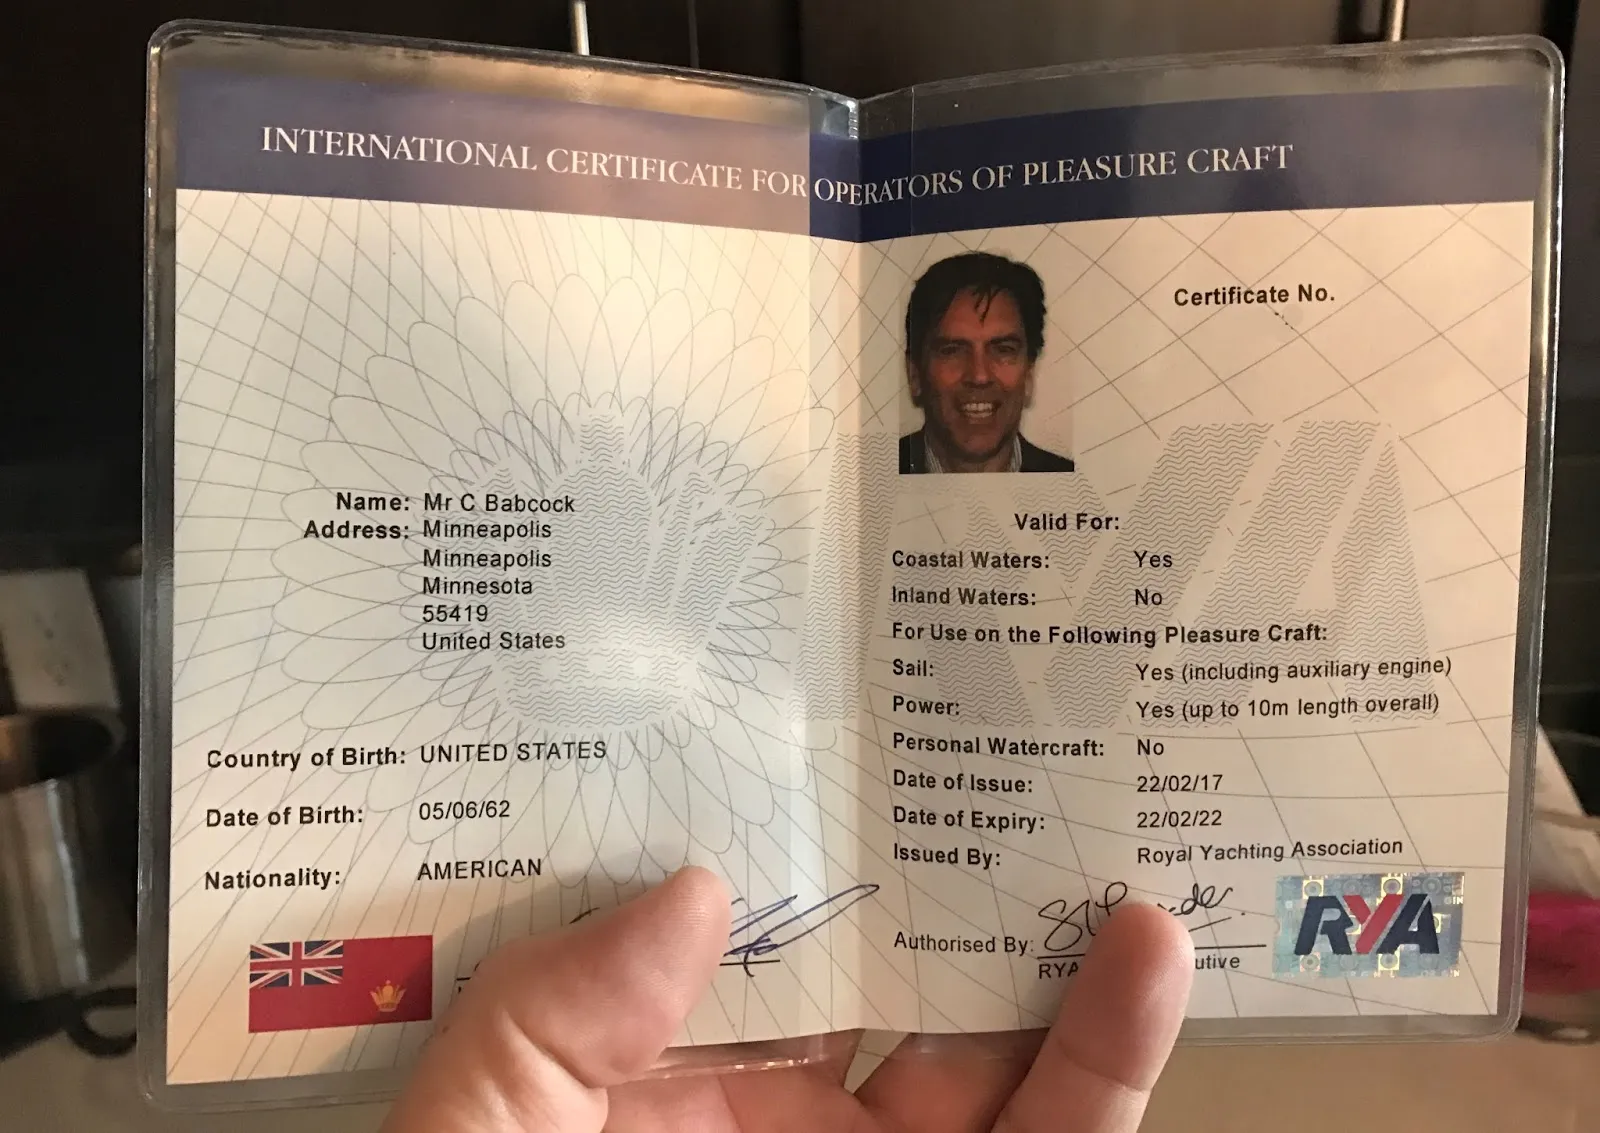 INTERNATIONAL CERTIFICATE FOR OPERATORS OF PLEASURE CRAFT
Name: Mr C Babcock
Address: Minneapolis
Minneapolis
Minnesota
55419
United States
Country of Birth: UNITED STATES
Date of Birth: 05/06/62
Nationality: AMERICAN
Certificate No.
Valid For:
Coastal Waters: Yes
Inland Waters: No
For Use on the Following Pleasure Craft:
Sail: Yes (including auxiliary engine)
Power: Yes (up to 10m length overall)
Personal Watercraft: No
Date of Issue: 22/02/17
Date of Expiry: 22/02/22
Issued By: Royal Yachting Association
Authorised By:
RYA
RYA